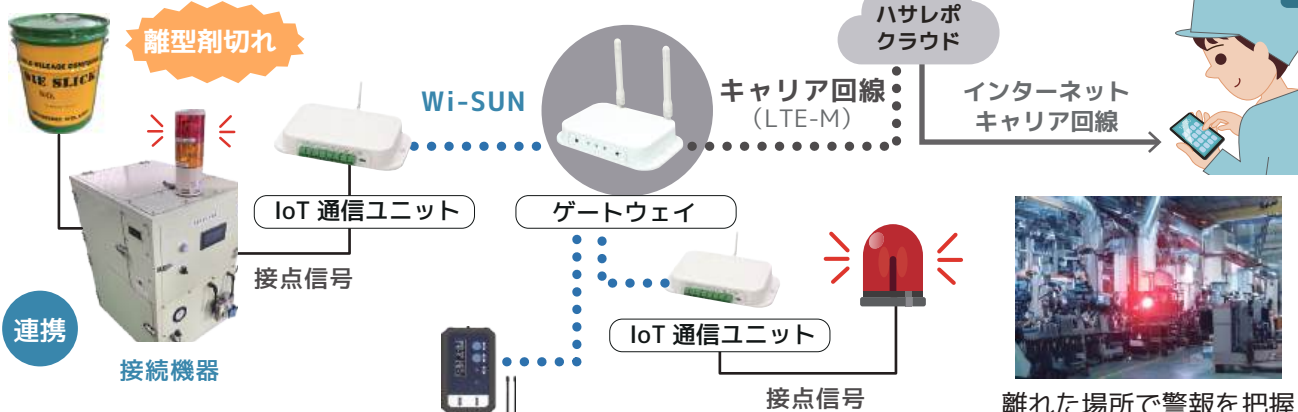 離型剤切れ
DIE SLICK
Wi-SUN
キャリア回線
(LTE-M)
ハサレポ
クラウド
インターネット
キャリア回線
IoT 通信ユニット
ゲートウェイ
接点信号
IoT 通信ユニット
連携
接続機器
接点信号
離れた場所で警報を把握